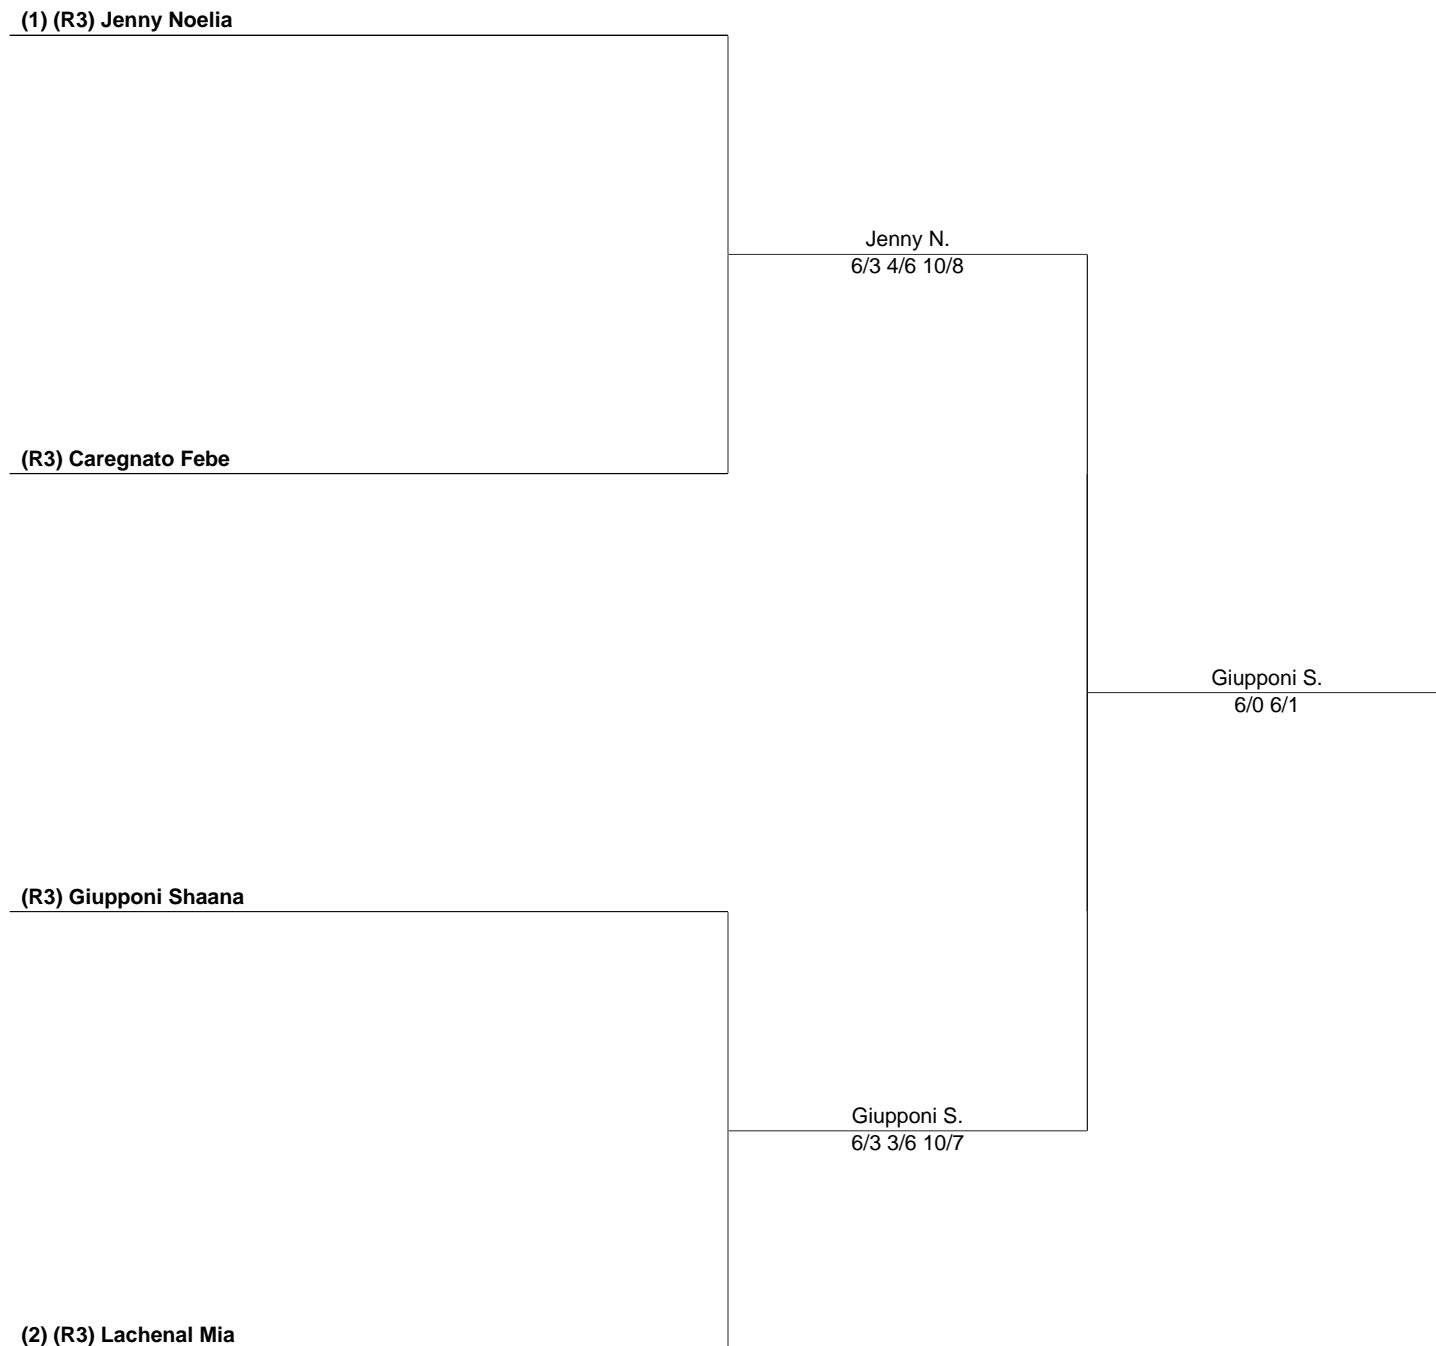 (1) (R3) Jenny Noelia
Jenny N.
6/3 4/6 10/8
(R3) Caregnato Febe
Giupponi S.
6/0 6/1
(R3) Giupponi Shaana
Giupponi S.
6/3 3/6 10/7
(2) (R3) Lachenal Mia